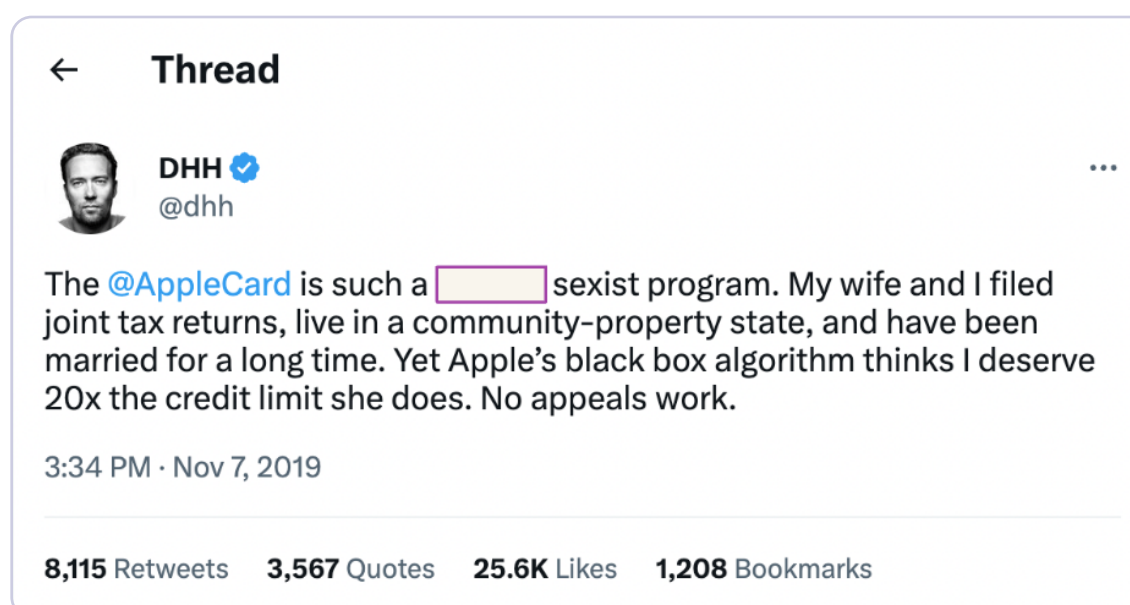 Thread
DHH
@dhh
The @AppleCard is such a sexist program. My wife and I filed
joint tax returns, live in a community-property state, and have been
married for a long time. Yet Apple’s black box algorithm thinks I deserve
20x the credit limit she does. No appeals work.
3:34 PM · Nov 7, 2019
8,115 Retweets 3,567 Quotes 25.6K Likes 1,208 Bookmarks